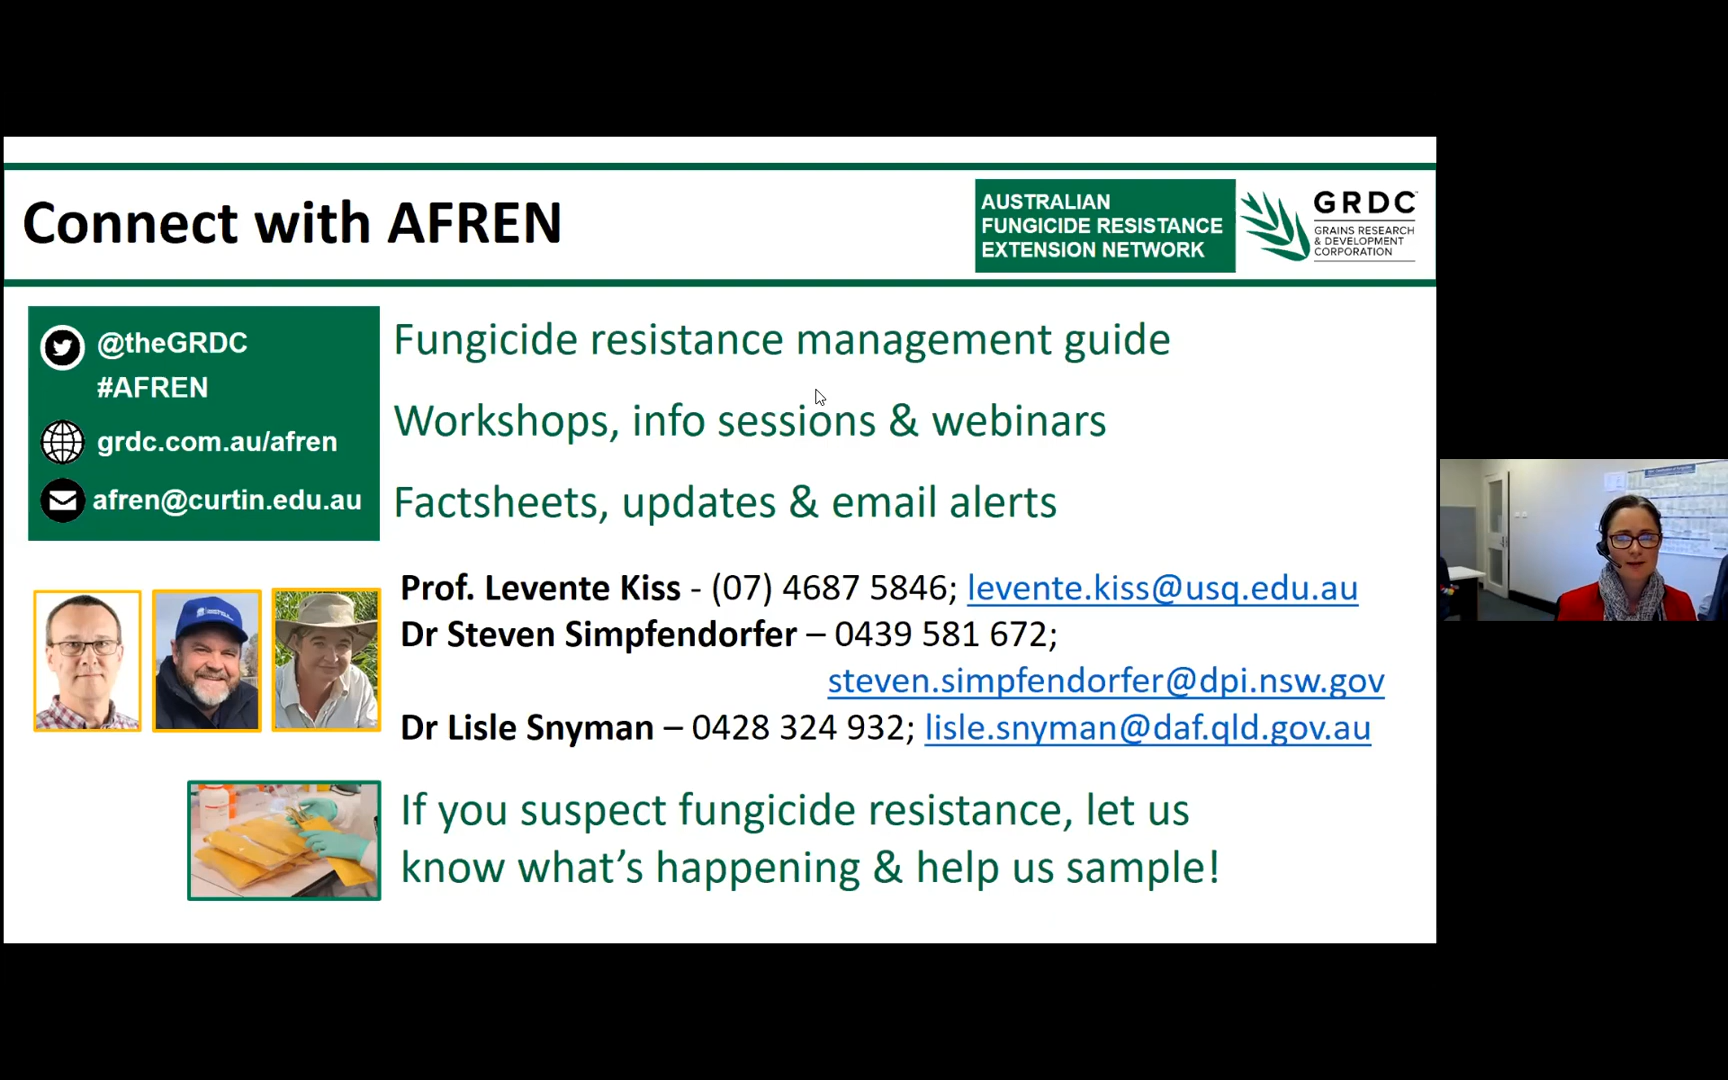 Connect with AFREN
AUSTRALIAN
FUNGICIDE RESISTANCE
EXTENSION NETWORK
GRDC™
GRAINS RESEARCH
& DEVELOPMENT
CORPORATION
@theGRDC
#AFREN
grdc.com.au/afren
afren@curtin.edu.au
Fungicide resistance management guide
Workshops, info sessions & webinars
Factsheets, updates & email alerts
Prof. Levente Kiss - (07) 4687 5846; levente.kiss@usq.edu.au
Dr Steven Simpfendorfer – 0439 581 672;
steven.simpfendorfer@dpi.nsw.gov
Dr Lisle Snyman – 0428 324 932; lisle.snyman@daf.qld.gov.au
If you suspect fungicide resistance, let us
know what’s happening & help us sample!